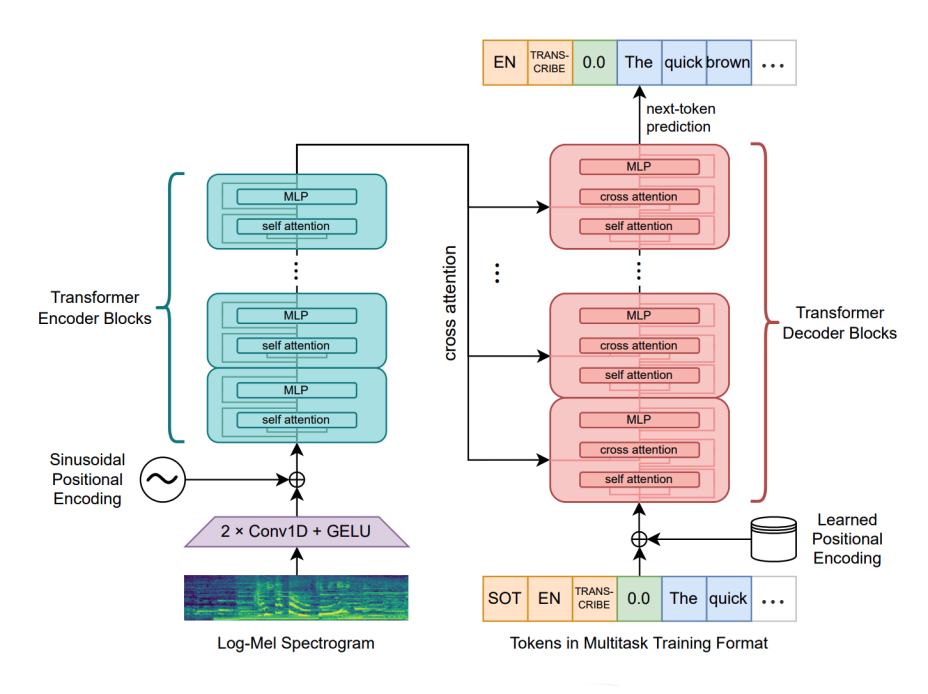 EN TRANS- CRIBE 0.0 The quick brown ...
next-token
prediction
MLP
self attention
MLP
self attention
MLP
self attention
Transformer
Encoder Blocks
Sinusoidal
Positional
Encoding
2 × Conv1D + GELU
Log-Mel Spectrogram
cross attention
MLP
cross attention
self attention
MLP
cross attention
self attention
MLP
cross attention
self attention
Transformer
Decoder Blocks
Learned
Positional
Encoding
SOT EN TRANS- CRIBE 0.0 The quick ...
Tokens in Multitask Training Format